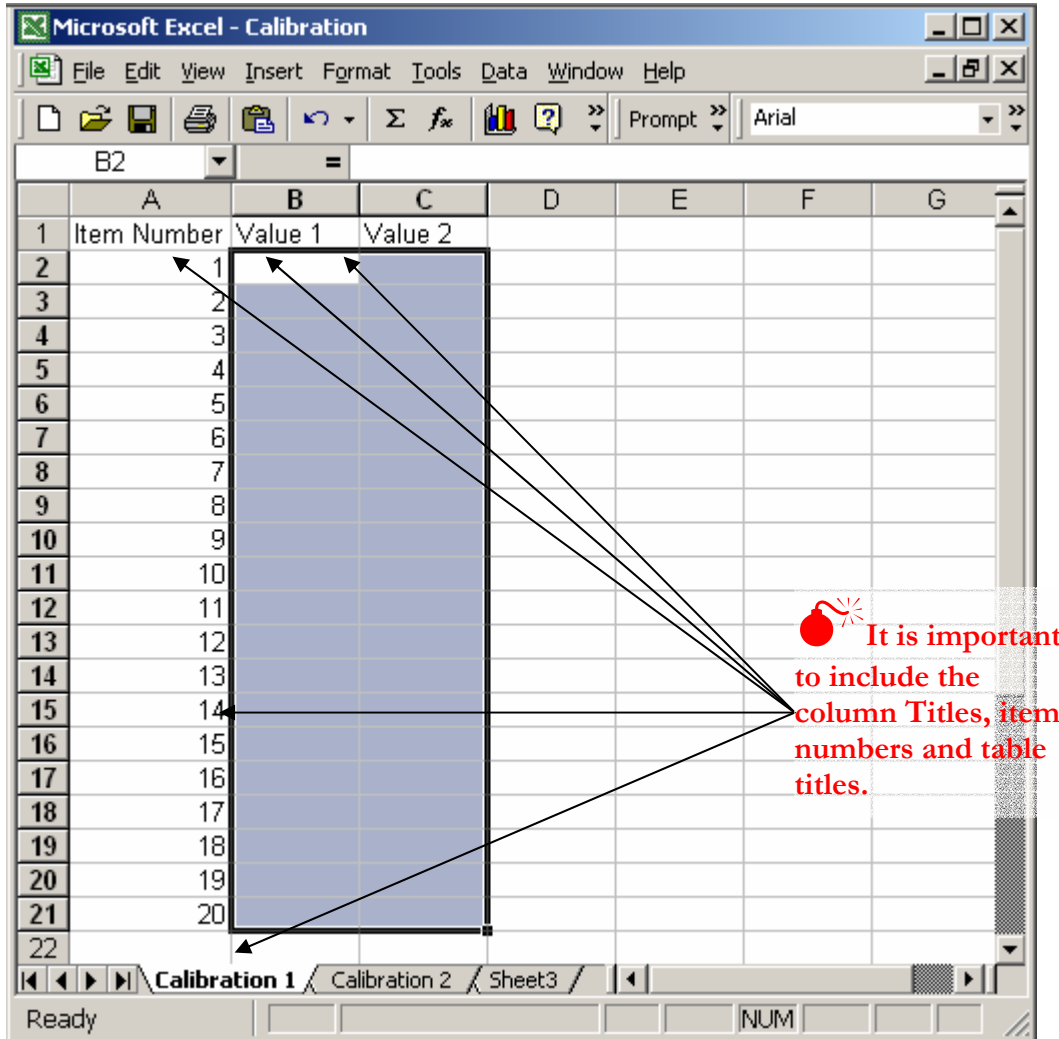 Microsoft Excel - Calibration
File Edit View Insert Format Tools Data Window Help
Σ fx ? » Prompt » Arial »
B2 =
A B C D E F G
1 Item Number Value 1 Value 2
2 1
3 2
4 3
5 4
6 5
7 6
8 7
9 8
10 9
11 10
12 11
13 12
14 13
15 14
16 15
17 16
18 17
19 18
20 19
21 20
22
It is important
to include the
column Titles, item
numbers and table
titles.
Calibration 1 / Calibration 2 / Sheet3 /
Ready NUM